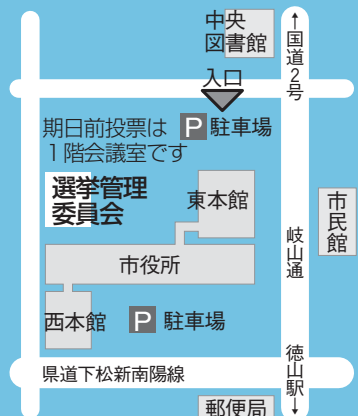 中央
図書館
↑国道2号
入口
P 駐車場
期日前投票は
1階会議室です
選挙管理
委員会
東本館
市民館
市役所
岐山通
西本館
P 駐車場
徳山駅↓
県道下松新南陽線
郵便局